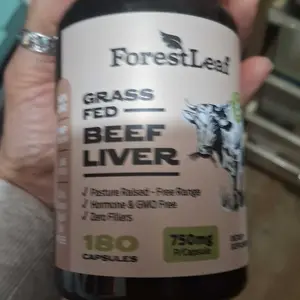 ForestLeaf
GRASS
FED
BEEF
LIVER
✓ Pasture Raised - Free Range
✓ Hormone & GMO Free
✓ Zero Fillers
180
CAPSULES
750mg